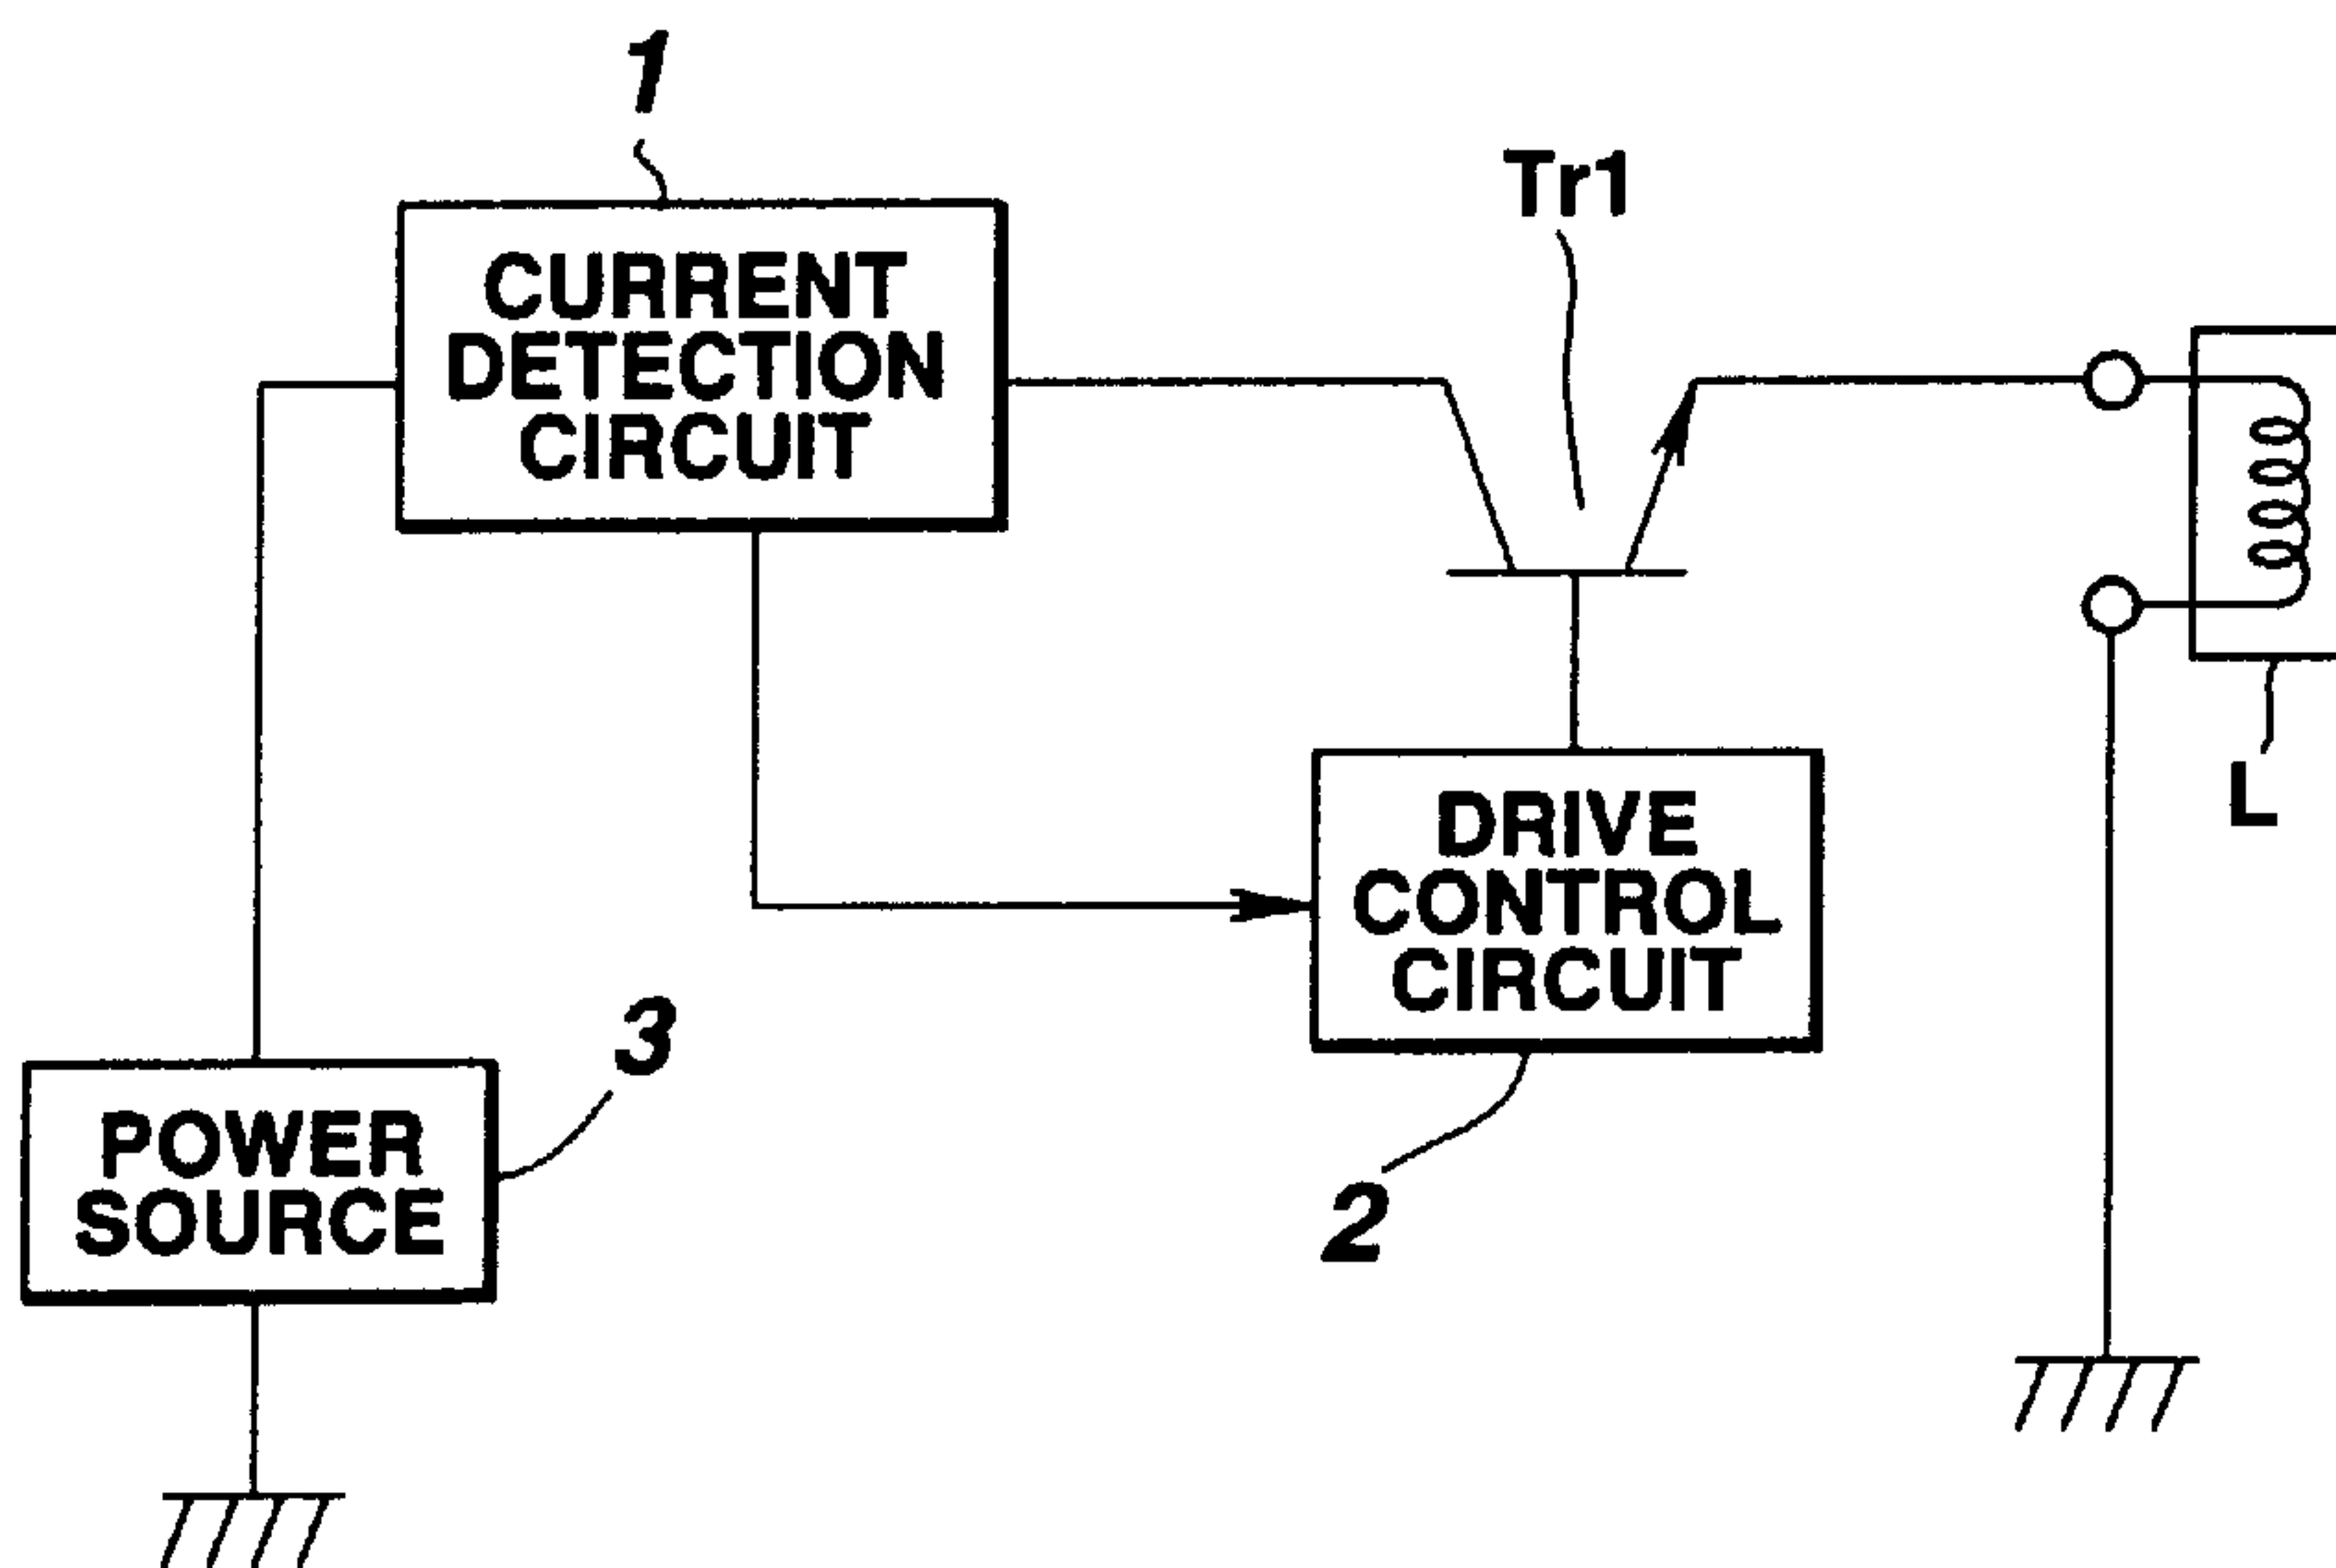 1
CURRENT
DETECTION
CIRCUIT
Tr1
L
DRIVE
CONTROL
CIRCUIT
2
3
POWER
SOURCE